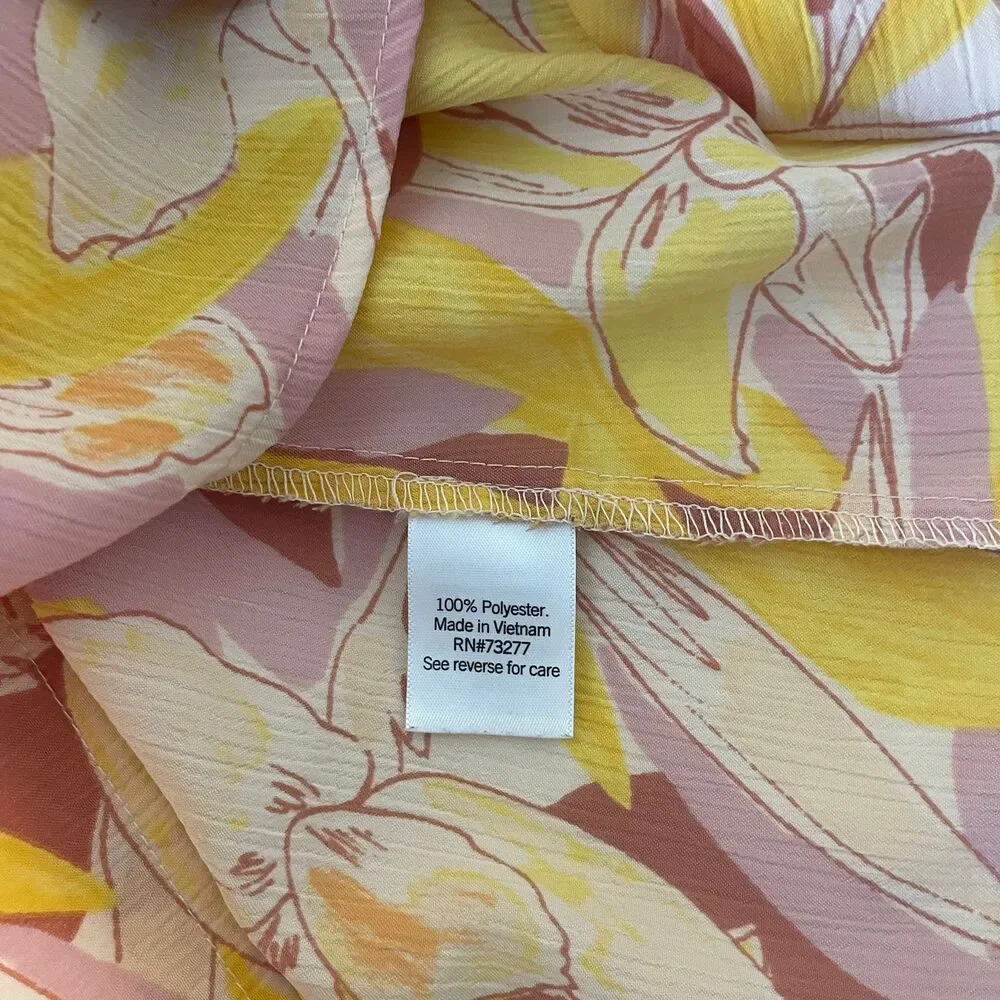 100% Polyester.
Made in Vietnam
RN#73277
See reverse for care